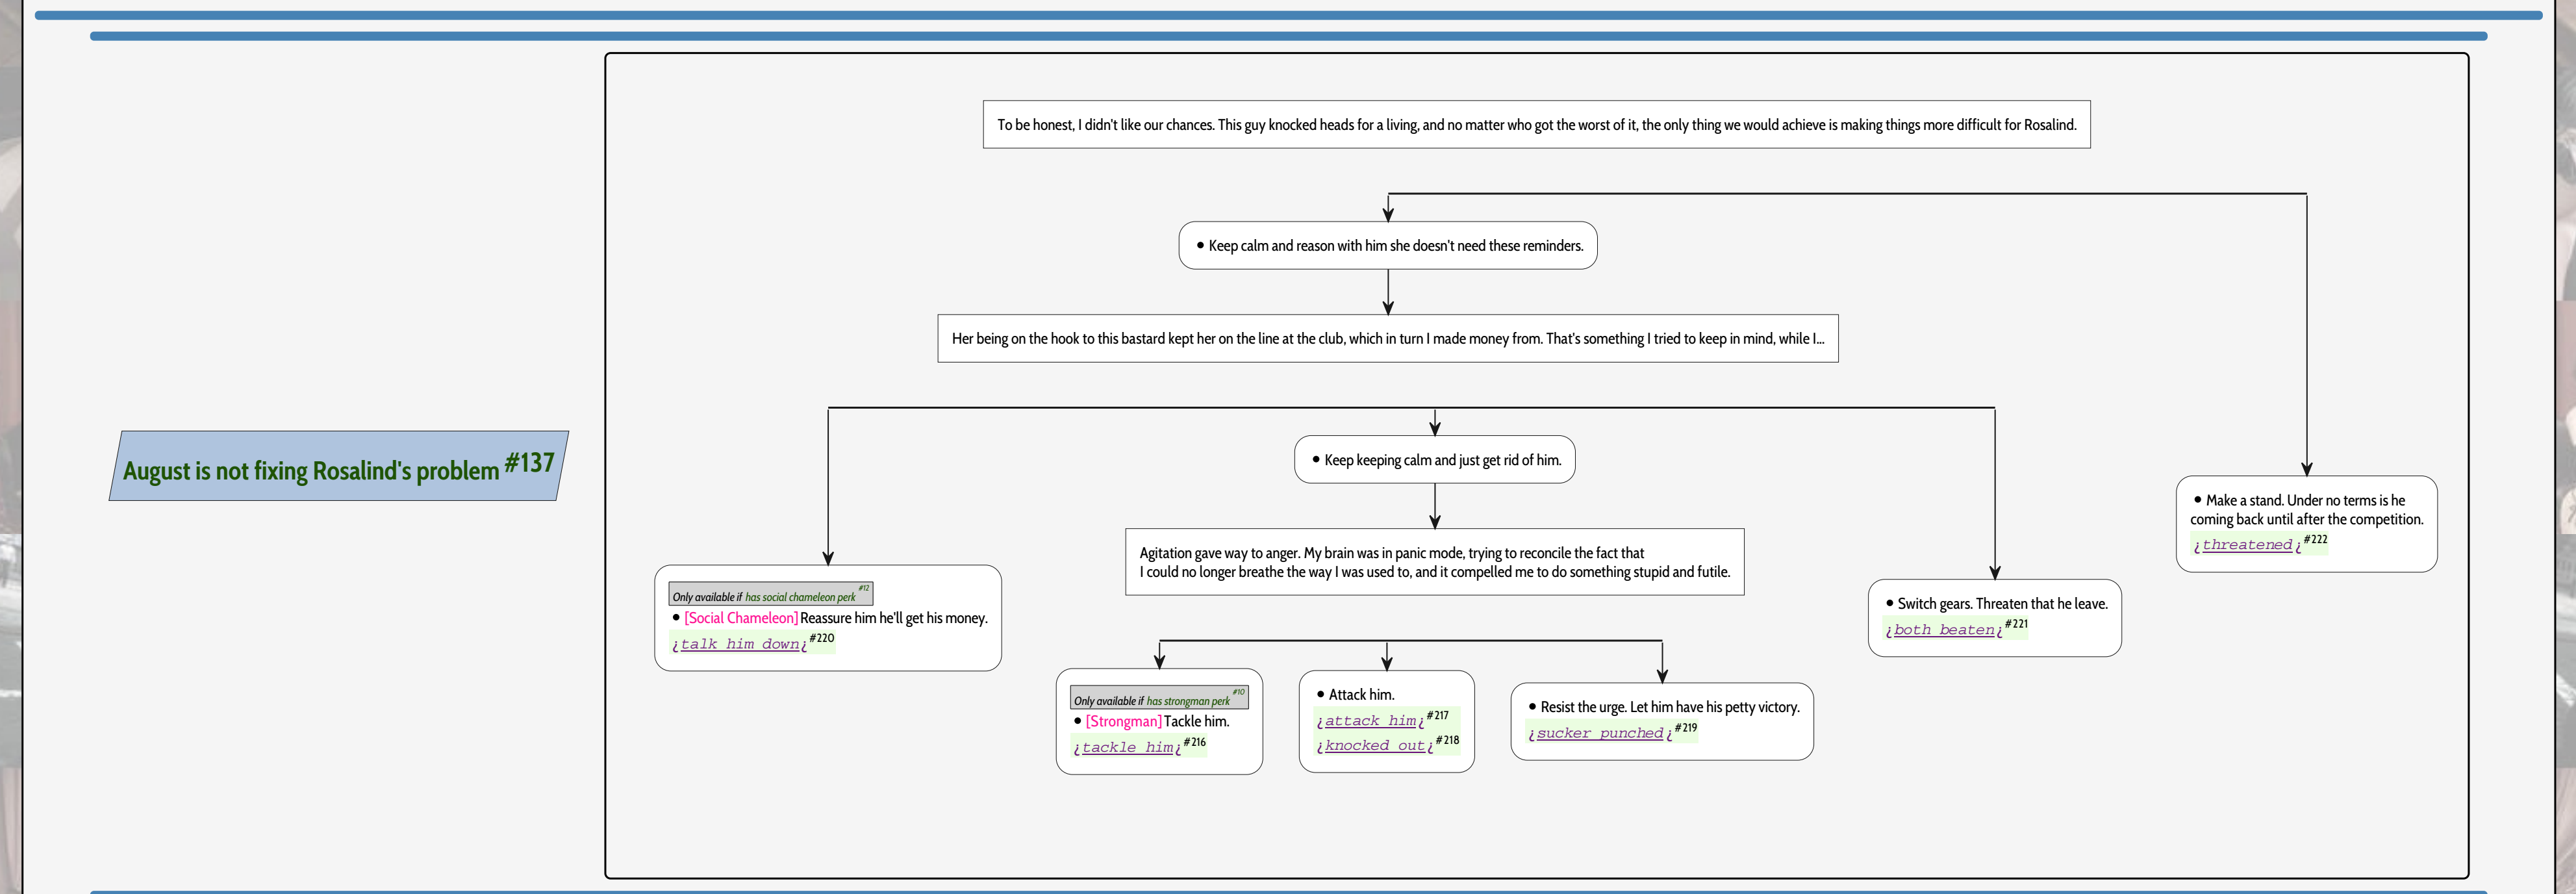 To be honest, I didn't like our chances. This guy knocked heads for a living, and no matter who got the worst of it, the only thing we would achieve is making things more difficult for Rosalind.
• Keep calm and reason with him she doesn't need these reminders.
Her being on the hook to this bastard kept her on the line at the club, which in turn I made money from. That's something I tried to keep in mind, while I...
August is not fixing Rosalind's problem #137
• Keep keeping calm and just get rid of him.
• Make a stand. Under no terms is he
coming back until after the competition.
¿threatened¿#222
Agitation gave way to anger. My brain was in panic mode, trying to reconcile the fact that
I could no longer breathe the way I was used to, and it compelled me to do something stupid and futile.
Only available if has social chameleon perk #12
• [Social Chameleon] Reassure him he'll get his money.
¿talk him down¿#220
• Switch gears. Threaten that he leave.
¿both beaten¿#221
Only available if has strongman perk #10
• [Strongman] Tackle him.
¿tackle him¿#216
• Attack him.
¿attack him¿#217
¿knocked out¿#218
• Resist the urge. Let him have his petty victory.
¿sucker punched¿#219